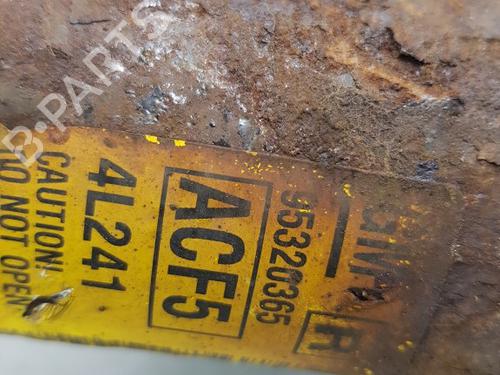 B-PARTS
R
55320365
ACF5
4L241
CAUTION
DO NOT OPEN